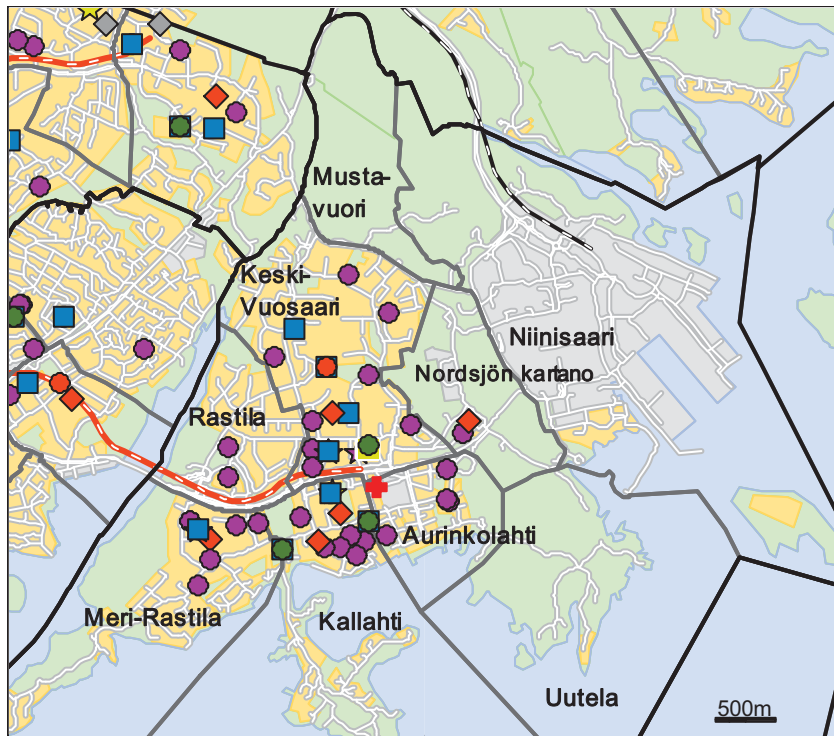 Musta-
vuori
Keski-
Vuosaari
Niinisaari
Nordsjön kartano
Rastila
Aurinkolahti
Meri-Rastila
Kallahti
Uutela
500m